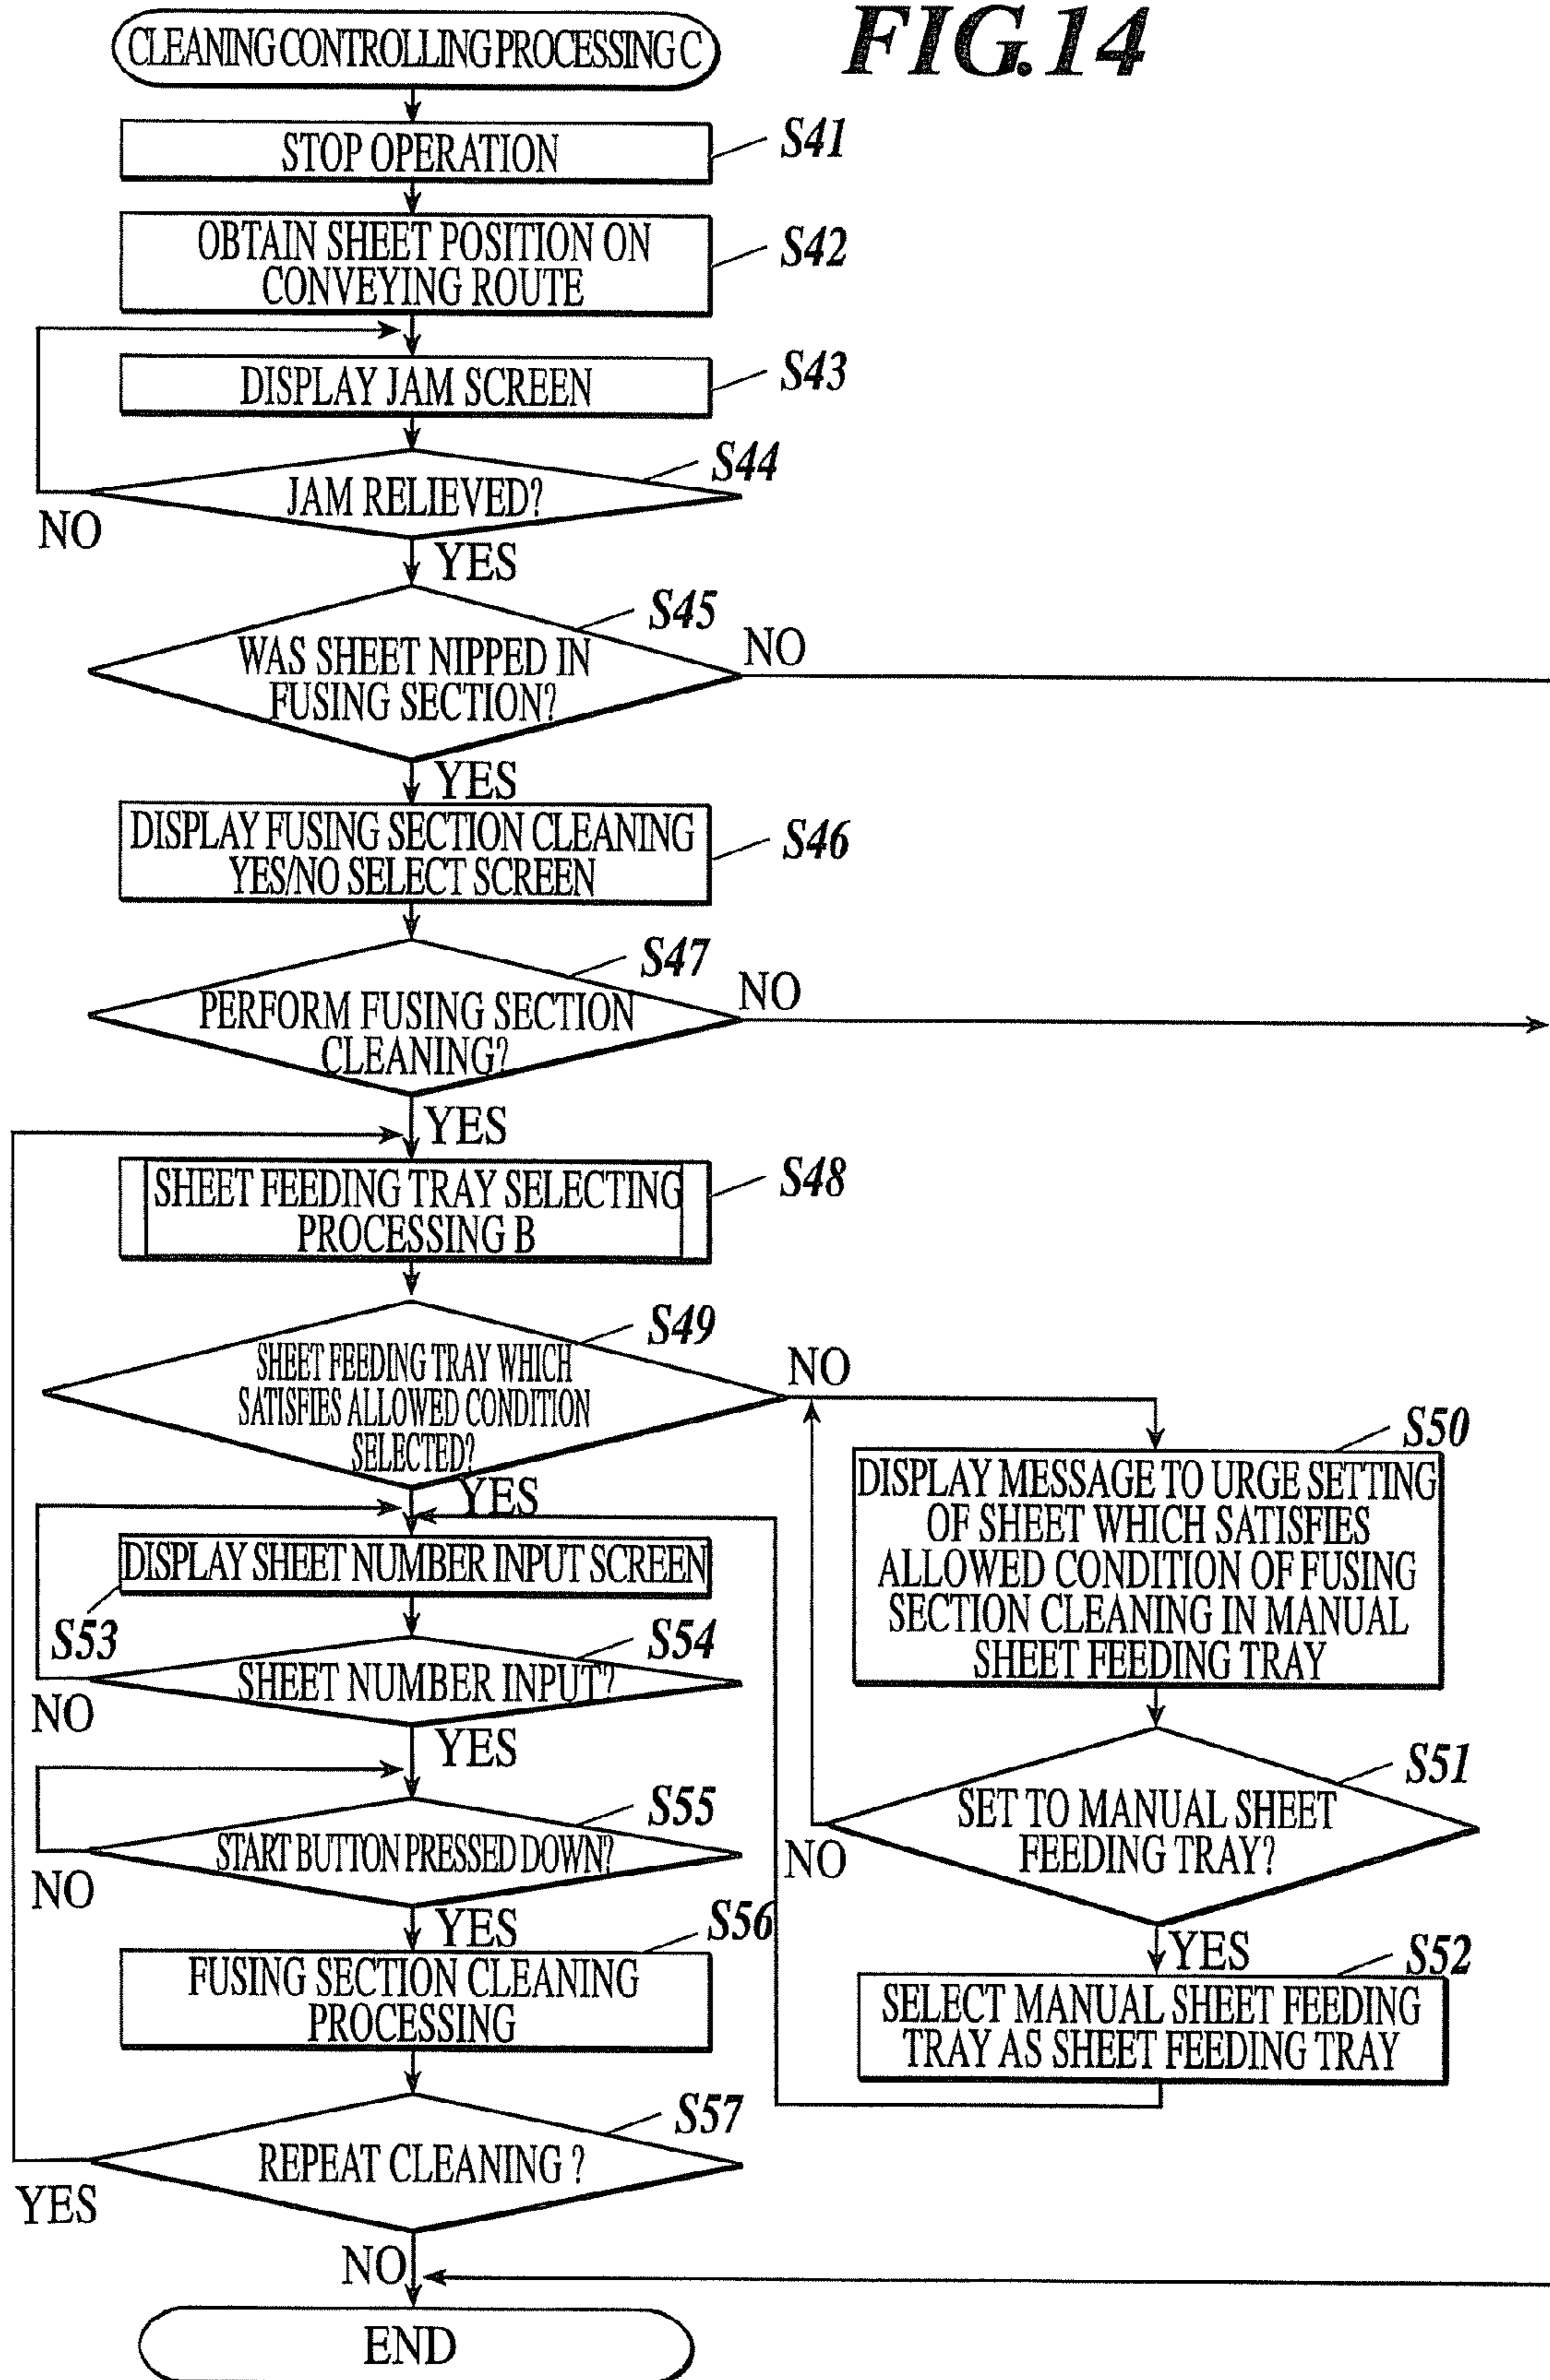 FIG.14
CLEANING CONTROLLING PROCESSING C
STOP OPERATION
S41
OBTAIN SHEET POSITION ON
CONVEYING ROUTE
S42
DISPLAY JAM SCREEN
S43
JAM RELIEVED?
S44
NO
YES
WAS SHEET NIPPED IN
FUSING SECTION?
S45
NO
YES
DISPLAY FUSING SECTION CLEANING
YES/NO SELECT SCREEN
S46
PERFORM FUSING SECTION
CLEANING?
S47
NO
YES
SHEET FEEDING TRAY SELECTING
PROCESSING B
S48
SHEET FEEDING TRAY WHICH
SATISFIES ALLOWED CONDITION
SELECTED?
S49
NO
YES
S50
DISPLAY MESSAGE TO URGE SETTING
OF SHEET WHICH SATISFIES
ALLOWED CONDITION OF FUSING
SECTION CLEANING IN MANUAL
SHEET FEEDING TRAY
S51
SET TO MANUAL SHEET
FEEDING TRAY?
NO
YES
S52
SELECT MANUAL SHEET FEEDING
TRAY AS SHEET FEEDING TRAY
DISPLAY SHEET NUMBER INPUT SCREEN
S53
S54
SHEET NUMBER INPUT?
NO
YES
S55
START BUTTON PRESSED DOWN?
NO
YES
S56
FUSING SECTION CLEANING
PROCESSING
S57
REPEAT CLEANING ?
YES
NO
END